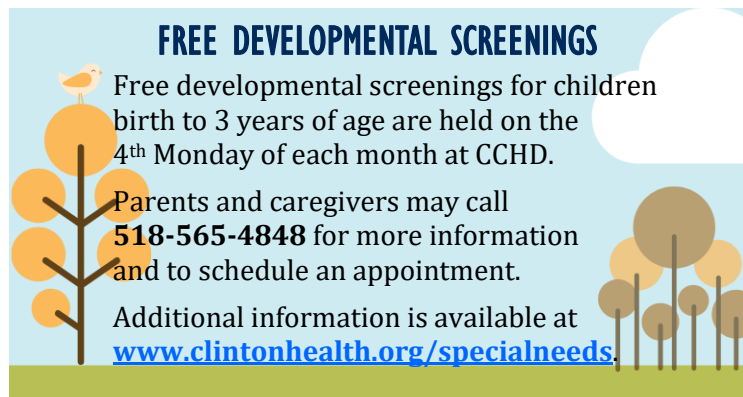 FREE DEVELOPMENTAL SCREENINGS
Free developmental screenings for children
birth to 3 years of age are held on the
4th Monday of each month at CCHD.
Parents and caregivers may call
518-565-4848 for more information
and to schedule an appointment.
Additional information is available at
www.clintonhealth.org/specialneeds.